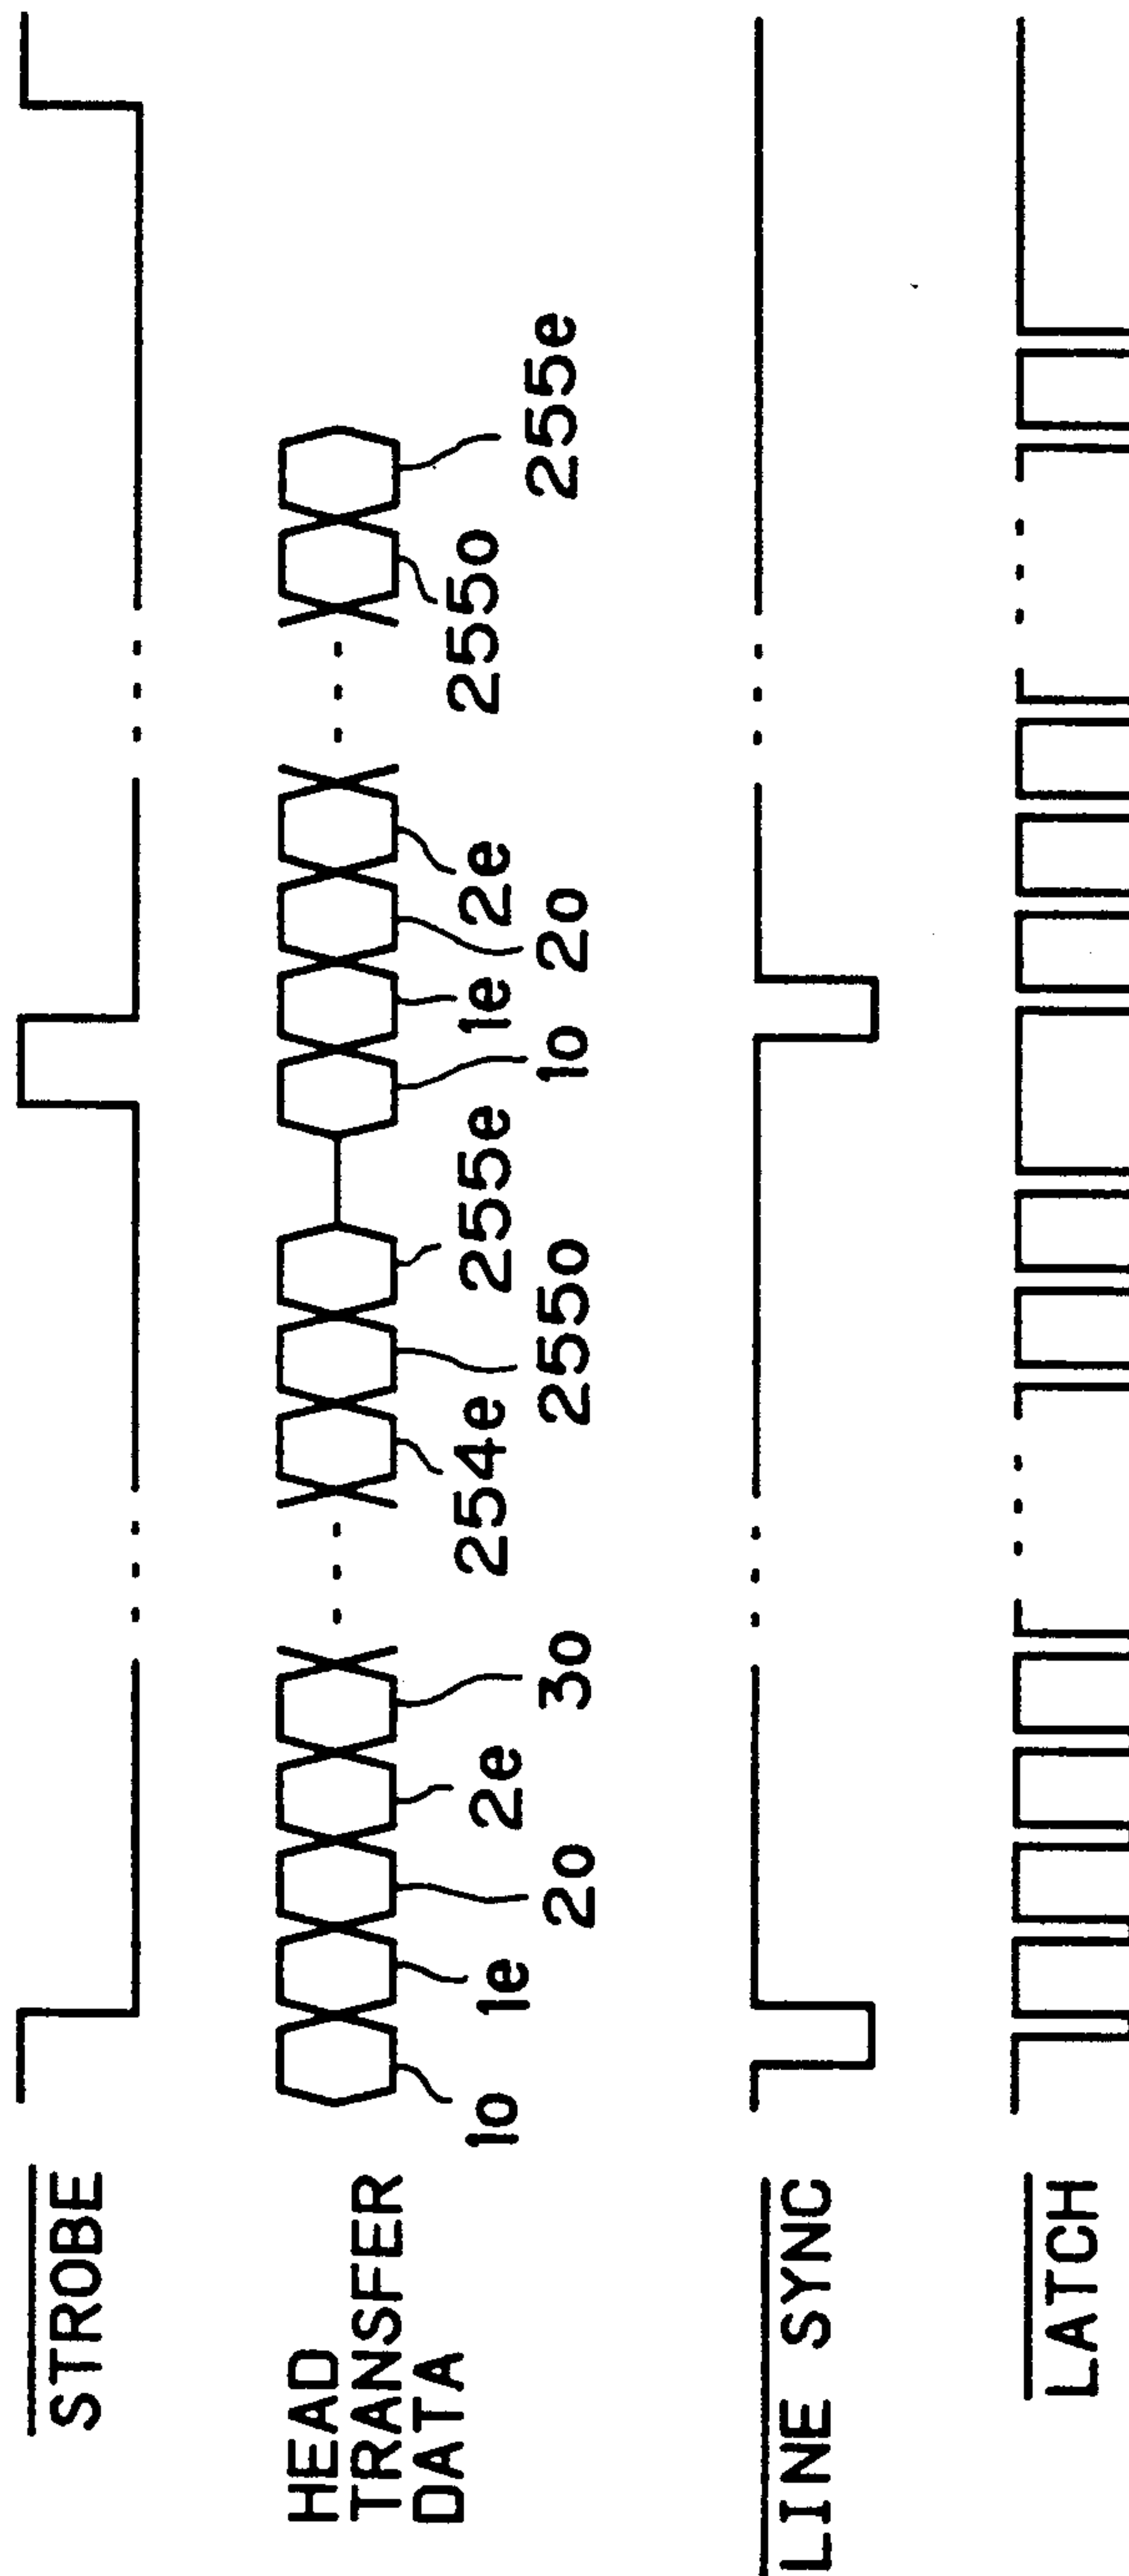 STROBE
HEAD
TRANSFER
DATA
1o
1e
2o
2e
3o
254e
255o
255e
1o
1e
2o
2e
255o
255e
LINE SYNC
LATCH